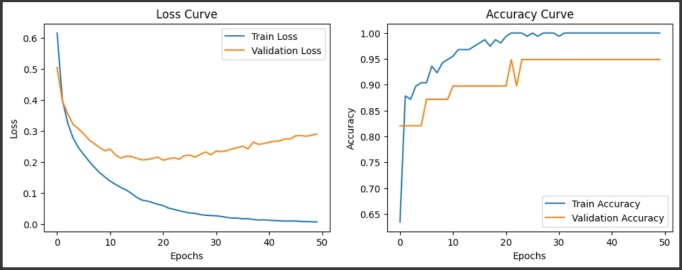 Loss Curve
Train Loss
Validation Loss
Loss
0.6
0.5
0.4
0.3
0.2
0.1
0.0
0 10 20 30 40 50
Epochs
Accuracy Curve
Accuracy
1.00
0.95
0.90
0.85
0.80
0.75
0.70
0.65
Train Accuracy
Validation Accuracy
0 10 20 30 40 50
Epochs